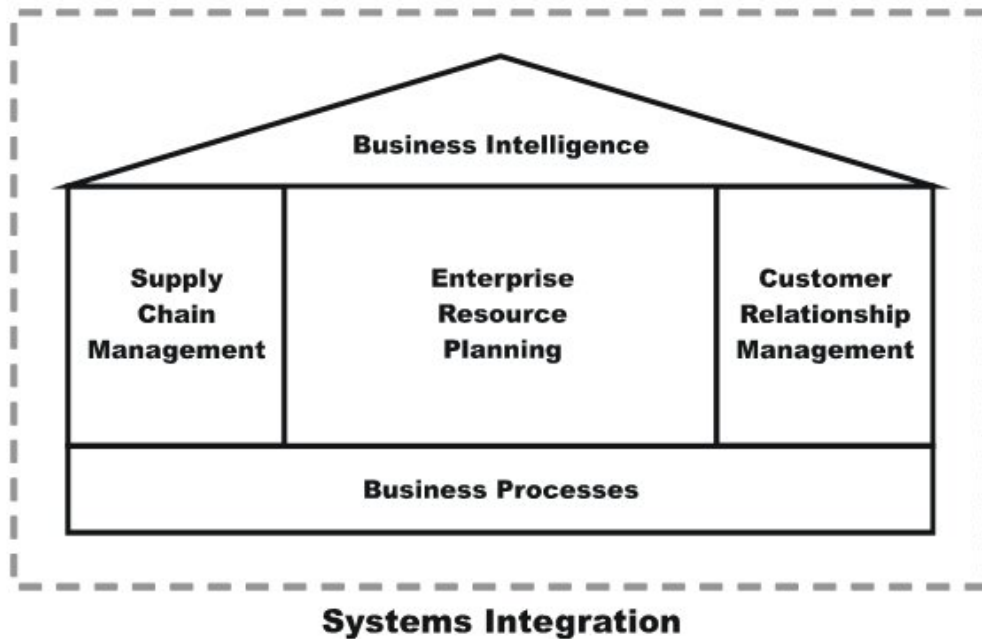 Business Intelligence
Supply
Chain
Management
Enterprise
Resource
Planning
Customer
Relationship
Management
Business Processes
Systems Integration